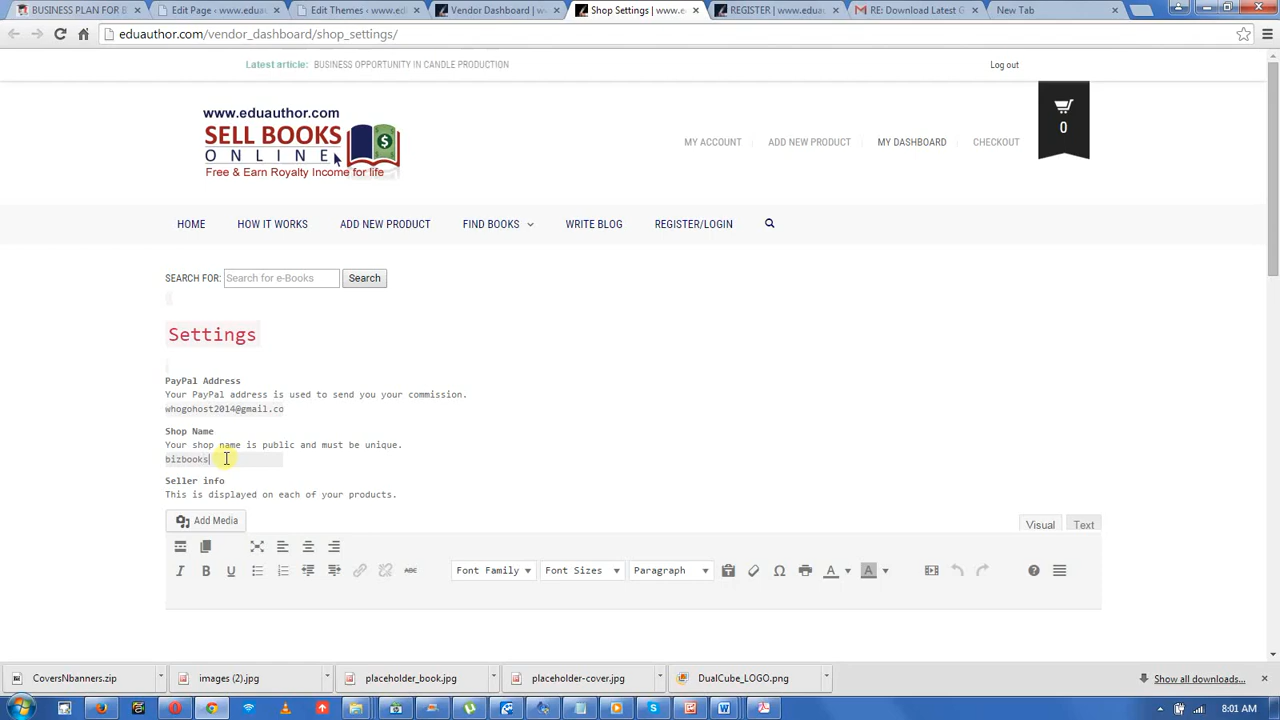 BUSINESS PLAN FOR B
Edit Page ‹ www.eduau
Edit Themes ‹ www.edu
Vendor Dashboard | www
Shop Settings | www.e
REGISTER | www.eduau
RE: Download Latest G
New Tab
eduauthor.com/vendor_dashboard/shop_settings/
Latest article: BUSINESS OPPORTUNITY IN CANDLE PRODUCTION
Log out
www.eduauthor.com
SELL BOOKS
ONLINE
Free & Earn Royalty Income for life
$
MY ACCOUNT
ADD NEW PRODUCT
MY DASHBOARD
CHECKOUT
0
HOME
HOW IT WORKS
ADD NEW PRODUCT
FIND BOOKS
WRITE BLOG
REGISTER/LOGIN
SEARCH FOR: Search for e-Books Search
Settings
PayPal Address
Your PayPal address is used to send you your commission.
whogohost2014@gmail.co
Shop Name
Your shop name is public and must be unique.
bizbooks
Seller info
This is displayed on each of your products.
Add Media
Visual
Text
I B U ABC Font Family Font Sizes Paragraph Ω A A
CoversNbanners.zip
images (2).jpg
placeholder_book.jpg
placeholder-cover.jpg
DualCube_LOGO.png
Show all downloads...
8:01 AM